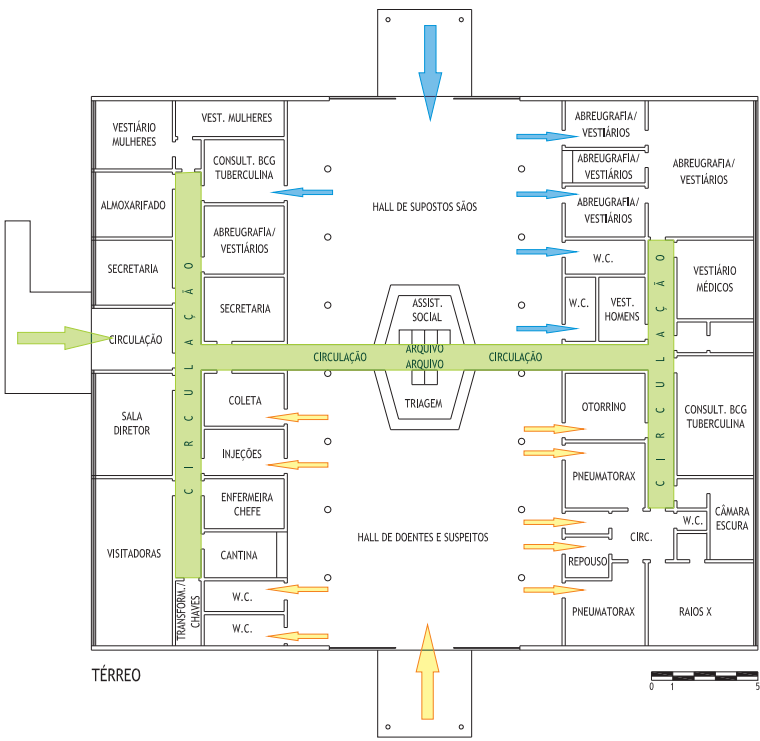 VESTIÁRIO
MULHERES
VEST. MULHERES
CONSULT. BCG
TUBERCULINA
ALMOXARIFADO
ABREUGRAFIA/
VESTIÁRIOS
SECRETARIA
SECRETARIA
CIRCULAÇÃO
CIRCULAÇÃO
SALA
DIRETOR
COLETA
INJEÇÕES
ENFERMEIRA
CHEFE
VISITADORAS
CANTINA
TRANSFORM./
CHAVES
W.C.
W.C.
HALL DE SUPOSTOS SÃOS
ASSIST.
SOCIAL
CIRCULAÇÃO
ARQUIVO
ARQUIVO
CIRCULAÇÃO
TRIAGEM
HALL DE DOENTES E SUSPEITOS
ABREUGRAFIA/
VESTIÁRIOS
ABREUGRAFIA/
VESTIÁRIOS
ABREUGRAFIA/
VESTIÁRIOS
ABREUGRAFIA/
VESTIÁRIOS
W.C.
W.C.
VEST.
HOMENS
CIRCULAÇÃO
VESTIÁRIO
MÉDICOS
OTORRINO
CONSULT. BCG
TUBERCULINA
PNEUMATORAX
CÂMARA
ESCURA
W.C.
CIRC.
REPOUSO
PNEUMATORAX
RAIOS X
TÉRREO
0 1 5